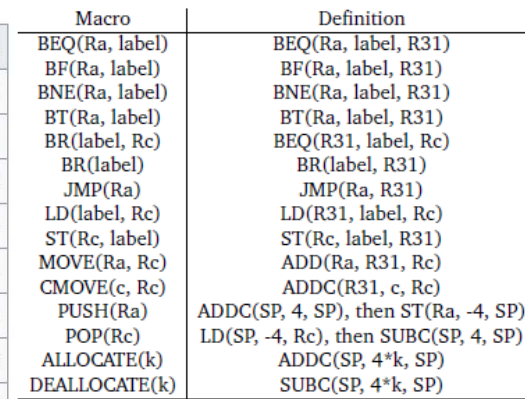 Macro Definition
BEQ(Ra, label) BEQ(Ra, label, R31)
BF(Ra, label) BF(Ra, label, R31)
BNE(Ra, label) BNE(Ra, label, R31)
BT(Ra, label) BT(Ra, label, R31)
BR(label, Rc) BEQ(R31, label, Rc)
BR(label) BR(label, R31)
JMP(Ra) JMP(Ra, R31)
LD(label, Rc) LD(R31, label, Rc)
ST(Rc, label) ST(Rc, label, R31)
MOVE(Ra, Rc) ADD(Ra, R31, Rc)
CMOVE(c, Rc) ADDC(R31, c, Rc)
PUSH(Ra) ADDC(SP, 4, SP), then ST(Ra, -4, SP)
POP(Rc) LD(SP, -4, Rc), then SUBC(SP, 4, SP)
ALLOCATE(k) ADDC(SP, 4*k, SP)
DEALLOCATE(k) SUBC(SP, 4*k, SP)